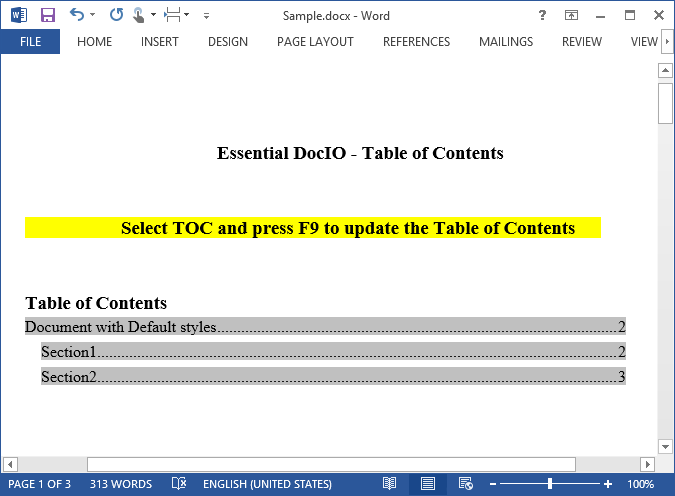 Sample.docx - Word
FILE HOME INSERT DESIGN PAGE LAYOUT REFERENCES MAILINGS REVIEW VIEW
Essential DocIO - Table of Contents
Select TOC and press F9 to update the Table of Contents
Table of Contents
Document with Default styles....................2
Section1....................2
Section2....................3
PAGE 1 OF 3 313 WORDS ENGLISH (UNITED STATES) 100%